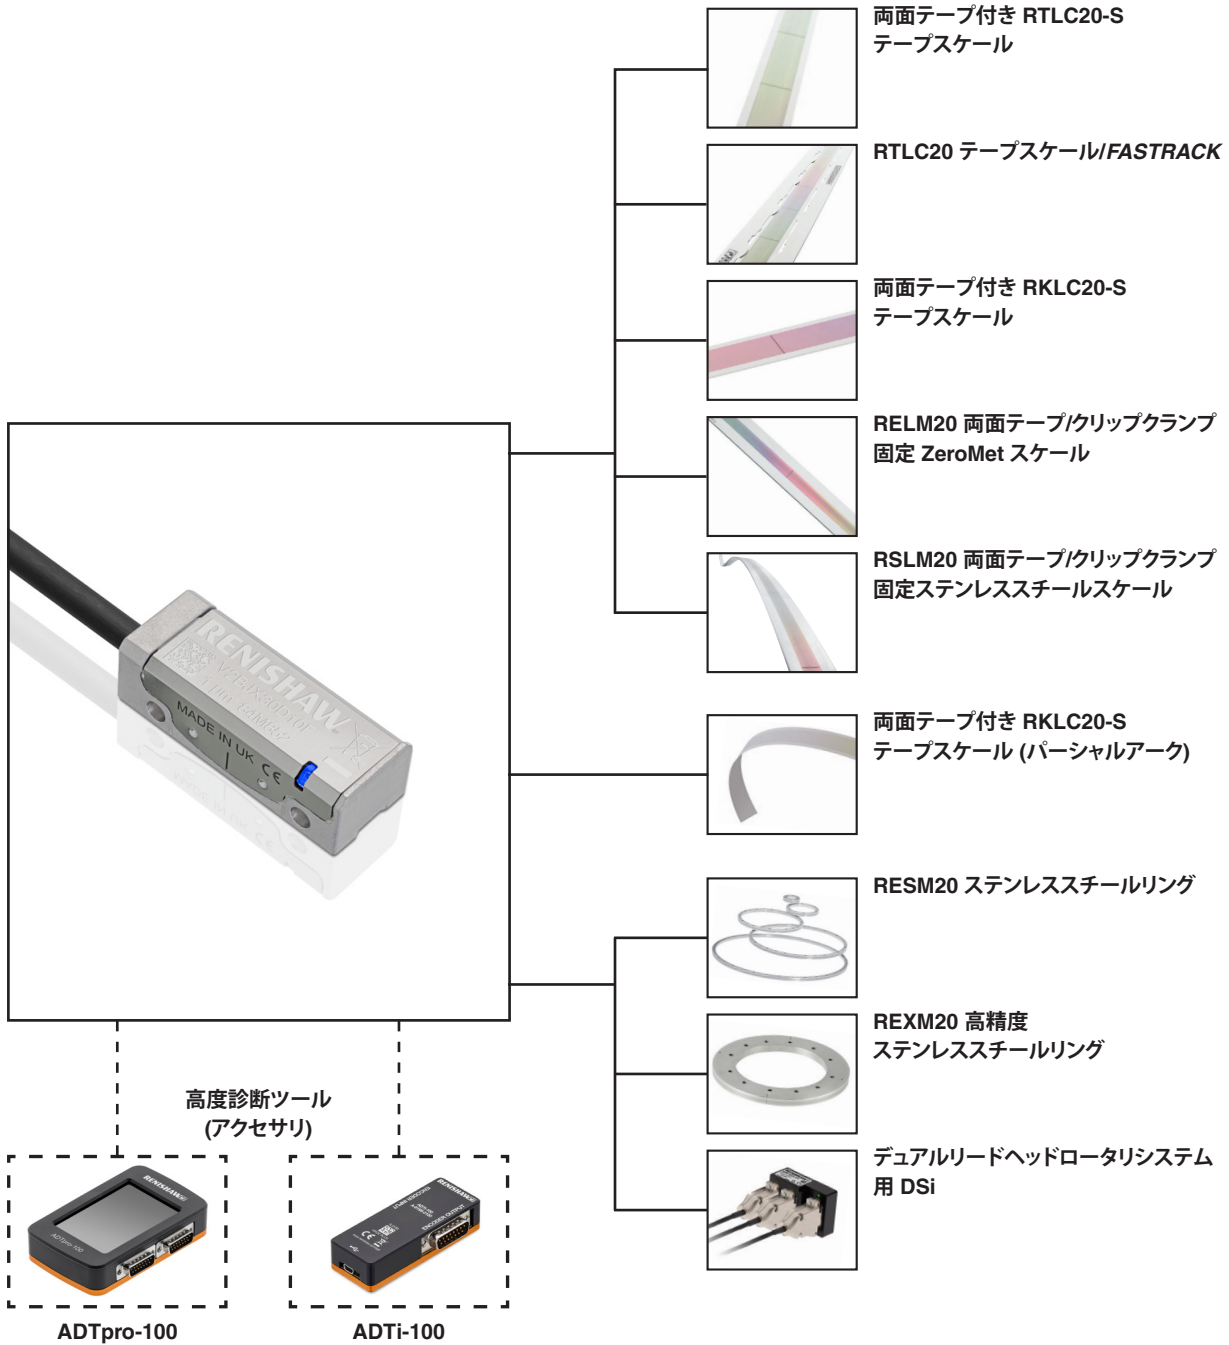 両面テープ付き RTLC20-S
テープスケール
RTLC20 テープスケール/FASTRACK
両面テープ付き RKLC20-S
テープスケール
RELM20 両面テープ/クリップクランプ
固定 ZeroMet スケール
RSLM20 両面テープ/クリップクランプ
固定ステンレススチールスケール
RENISHAW
MADE IN UK CE
両面テープ付き RKLC20-S
テープスケール (パーシャルアーク)
RESM20 ステンレススチールリング
REXM20 高精度
ステンレススチールリング
デュアルリードヘッドロータリシステム
用 DSi
高度診断ツール
(アクセサリ)
RENISHAW
ADTpro-100
ENCODER INPUT
ENCODER OUTPUT
CE
ADTpro-100
ADTi-100